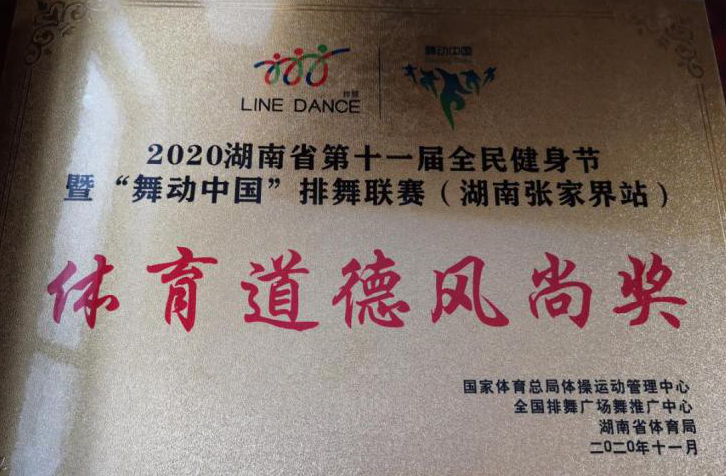 舞动中国
排舞
LINE DANCE
2020湖南省第十一届全民健身节
暨“舞动中国”排舞联赛（湖南张家界站）
体育道德风尚奖
国家体育总局体操运动管理中心
全国排舞广场舞推广中心
湖南省体育局
二〇二〇年十一月